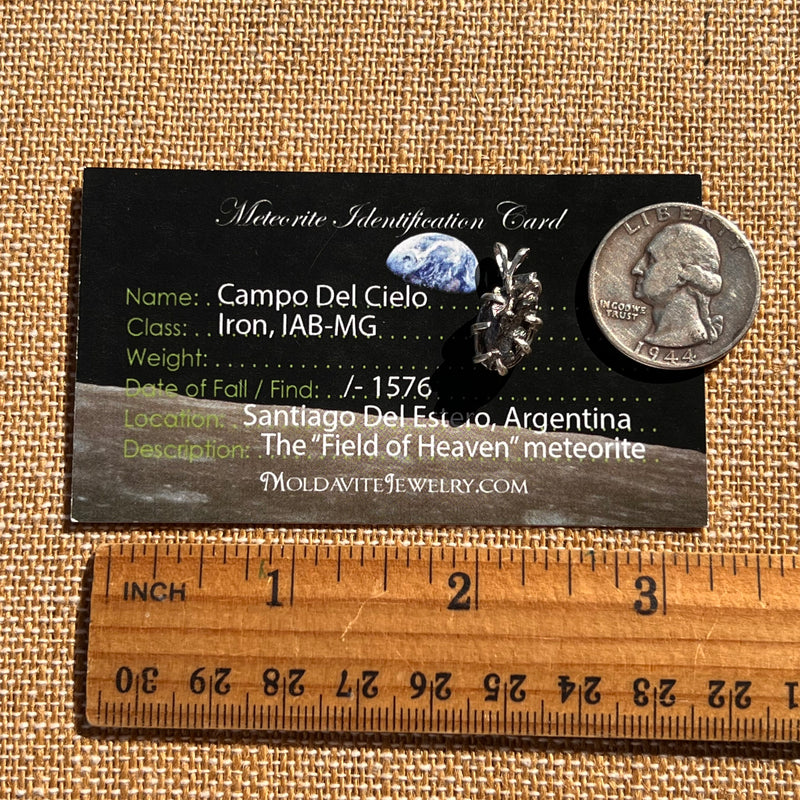 Meteorite Identification Card
Name: Campo Del Cielo
Class: Iron, IAB-MG
Weight:
Date of Fall / Find: /- 1576
Location: Santiago Del Estero, Argentina
Description: The "Field of Heaven" meteorite
MOLDAVITEJEWELRY.COM
LIBERTY
IN GOD WE
TRUST
1944
INCH 1 2 3
30 29 28 27 26 25 24 23 22